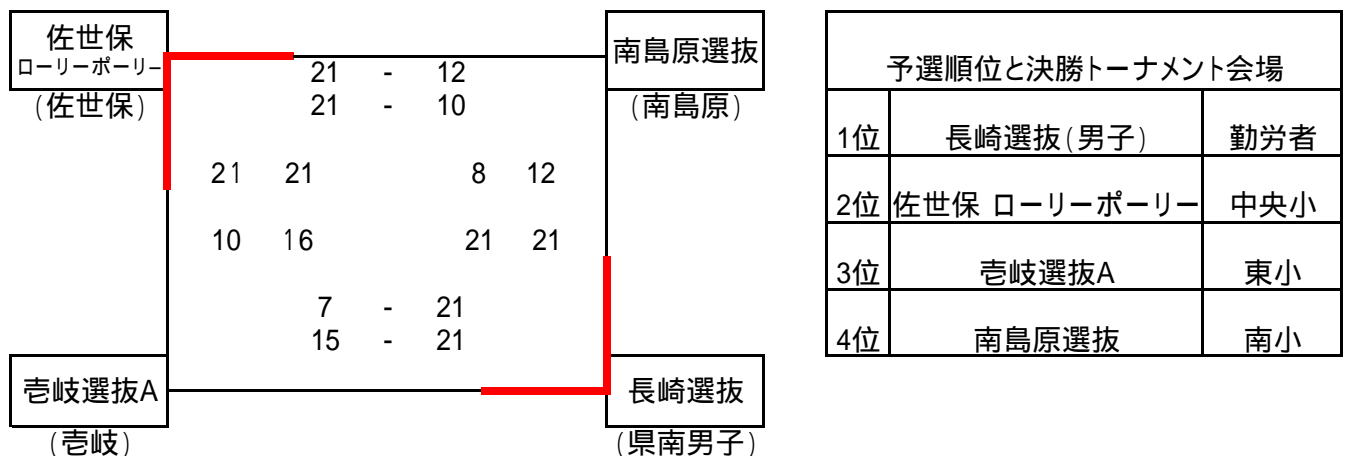 佐世保
ローリーポーリー
(佐世保)
南島原選抜
(南島原)
21 - 12
21 - 10
21 21 8 12
10 16 21 21
7 - 21
15 - 21
壱岐選抜A
(壱岐)
長崎選抜
(県南男子)
予選順位と決勝トーナメント会場
1位 長崎選抜(男子) 勤労者
2位 佐世保 ローリーポーリー 中央小
3位 壱岐選抜A 東小
4位 南島原選抜 南小